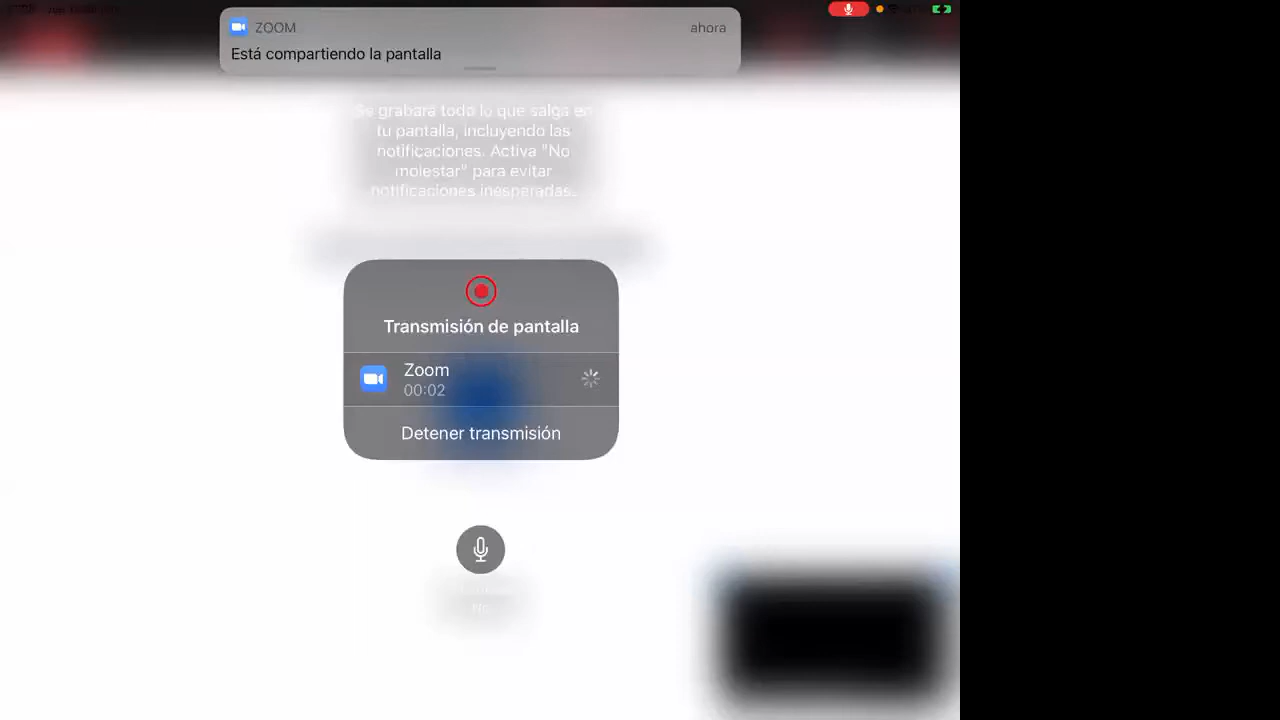 ZOOM
ahora
Está compartiendo la pantalla
Se grabará todo lo que salga en
tu pantalla, incluyendo las
notificaciones. Activa "No
molestar" para evitar
notificaciones inesperadas.
Transmisión de pantalla
Zoom
00:02
Detener transmisión